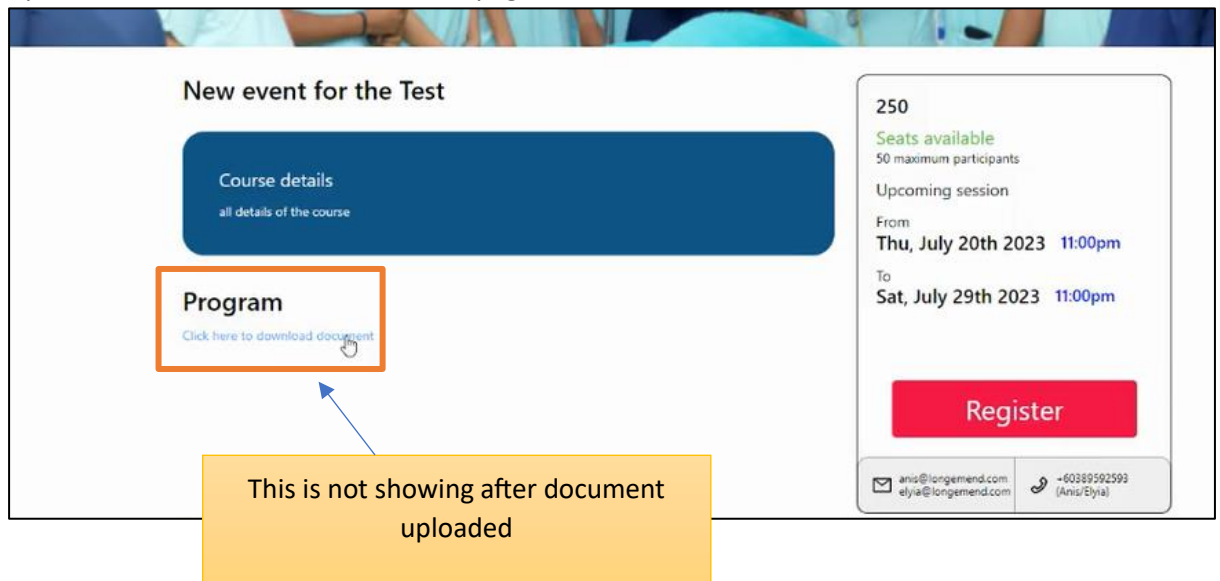 New event for the Test
Course details
all details of the course
Program
Click here to download document
This is not showing after document
uploaded
250
Seats available
50 maximum participants
Upcoming session
From
Thu, July 20th 2023 11:00pm
To
Sat, July 29th 2023 11:00pm
Register
anis@longemend.com
elyia@longemend.com
+60389592593
(Anis/Elyia)